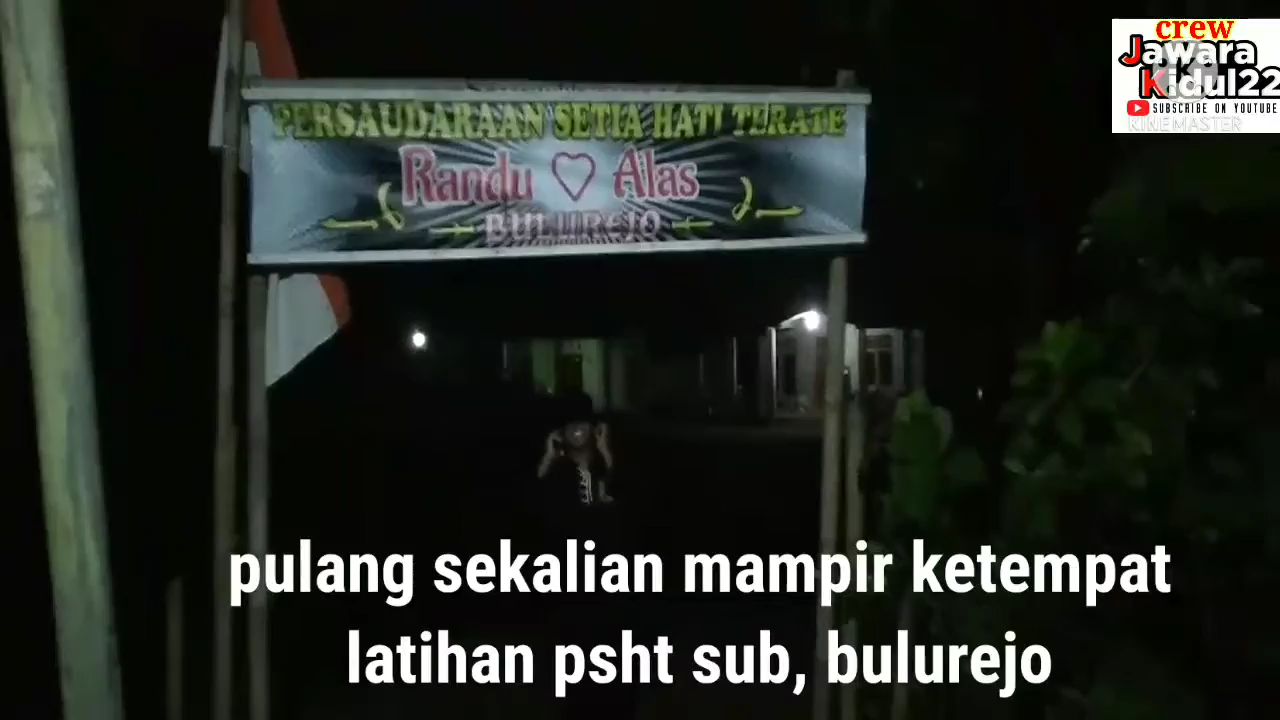 crew
Jawara
Kidul22
SUBSCRIBE ON YOUTUBE
KINEMASTER
PERSAUDARAAN SETIA HATI TERATE
Randu Alas
BULUREJO
pulang sekalian mampir ketempat
latihan psht sub, bulurejo